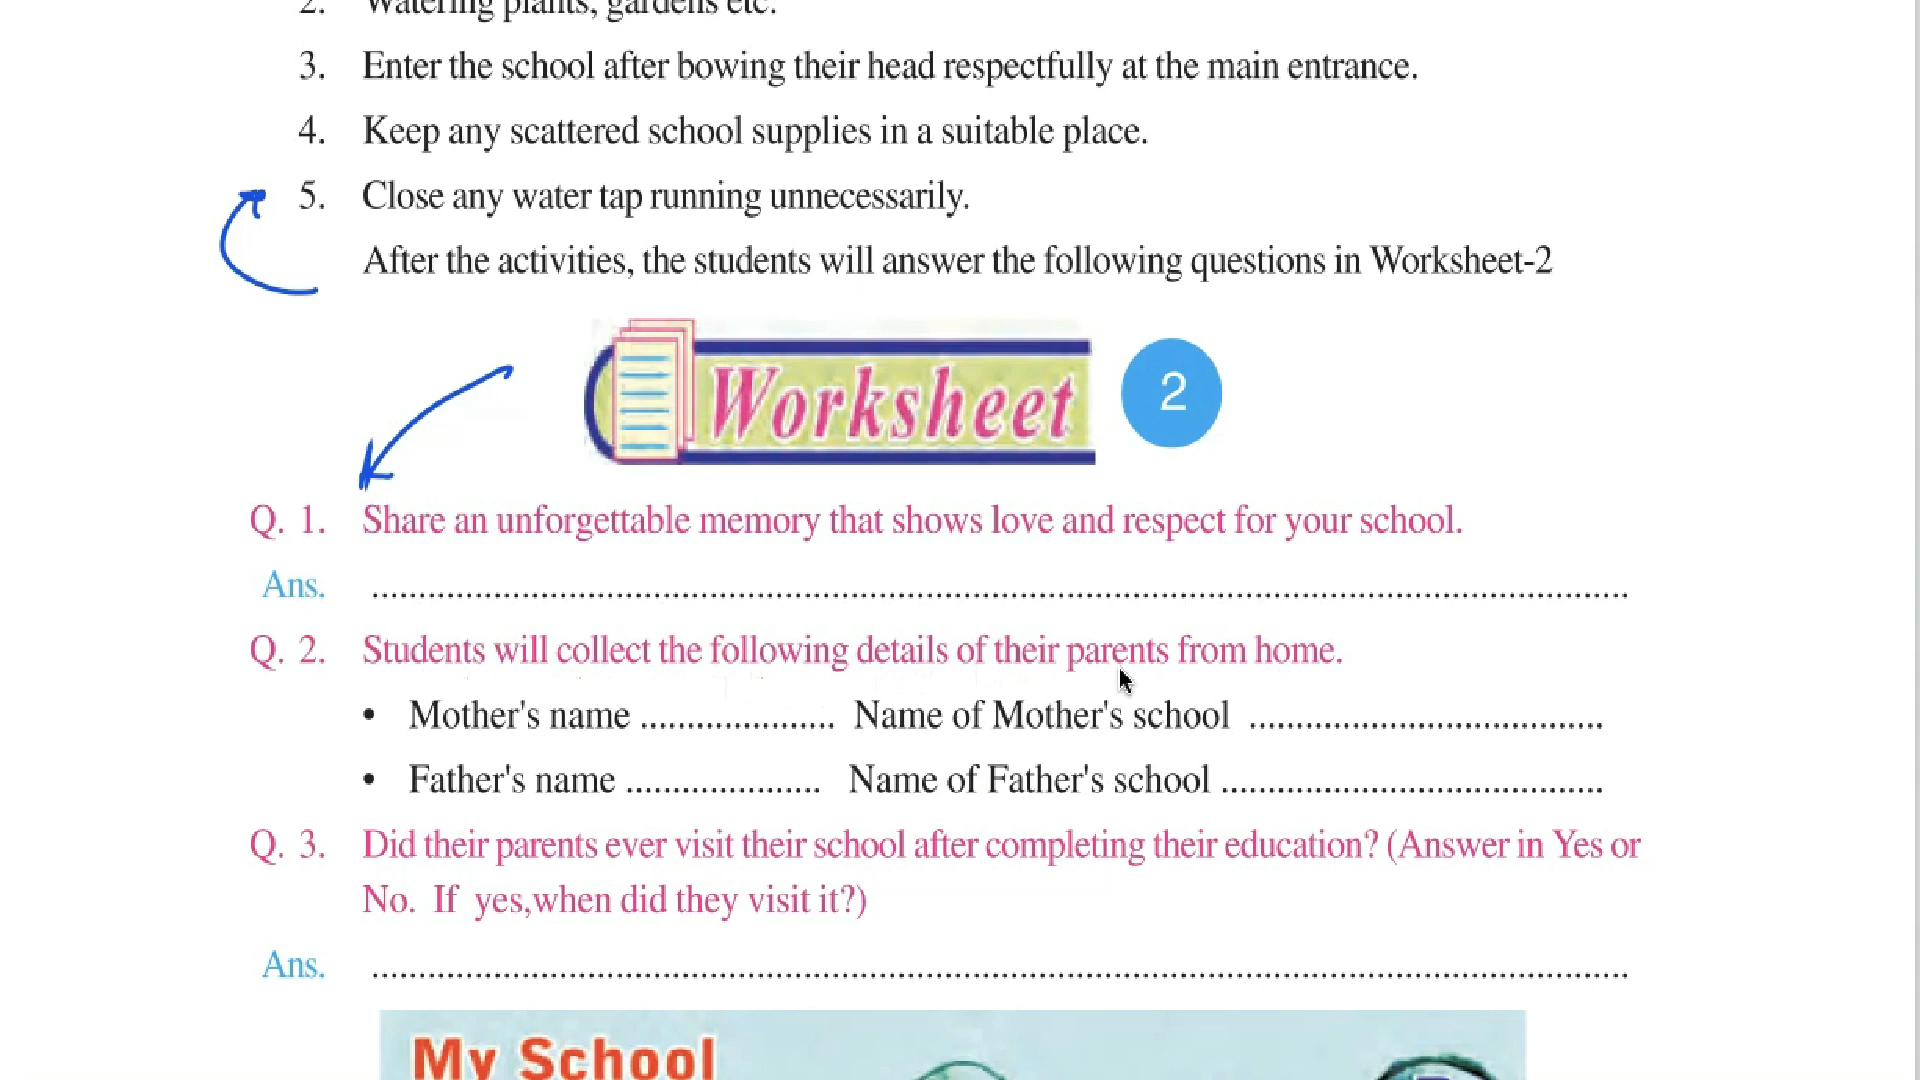 2. Watering plants, gardens etc.
3. Enter the school after bowing their head respectfully at the main entrance.
4. Keep any scattered school supplies in a suitable place.
5. Close any water tap running unnecessarily.
After the activities, the students will answer the following questions in Worksheet-2
Worksheet 2
Q. 1. Share an unforgettable memory that shows love and respect for your school.
Ans. ....................................................................................................
Q. 2. Students will collect the following details of their parents from home.
• Mother's name ..................... Name of Mother's school ......................................
• Father's name ..................... Name of Father's school .........................................
Q. 3. Did their parents ever visit their school after completing their education? (Answer in Yes or
No. If yes,when did they visit it?)
Ans. ....................................................................................................
My School